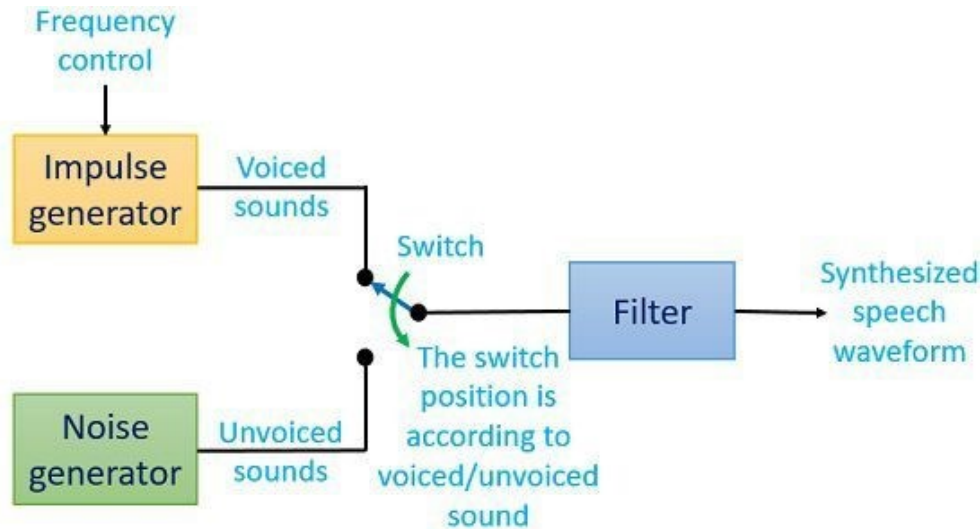 Frequency
control
Impulse
generator
Voiced
sounds
Switch
Filter
Synthesized
speech
waveform
The switch
position is
according to
voiced/unvoiced
sound
Noise
generator
Unvoiced
sounds